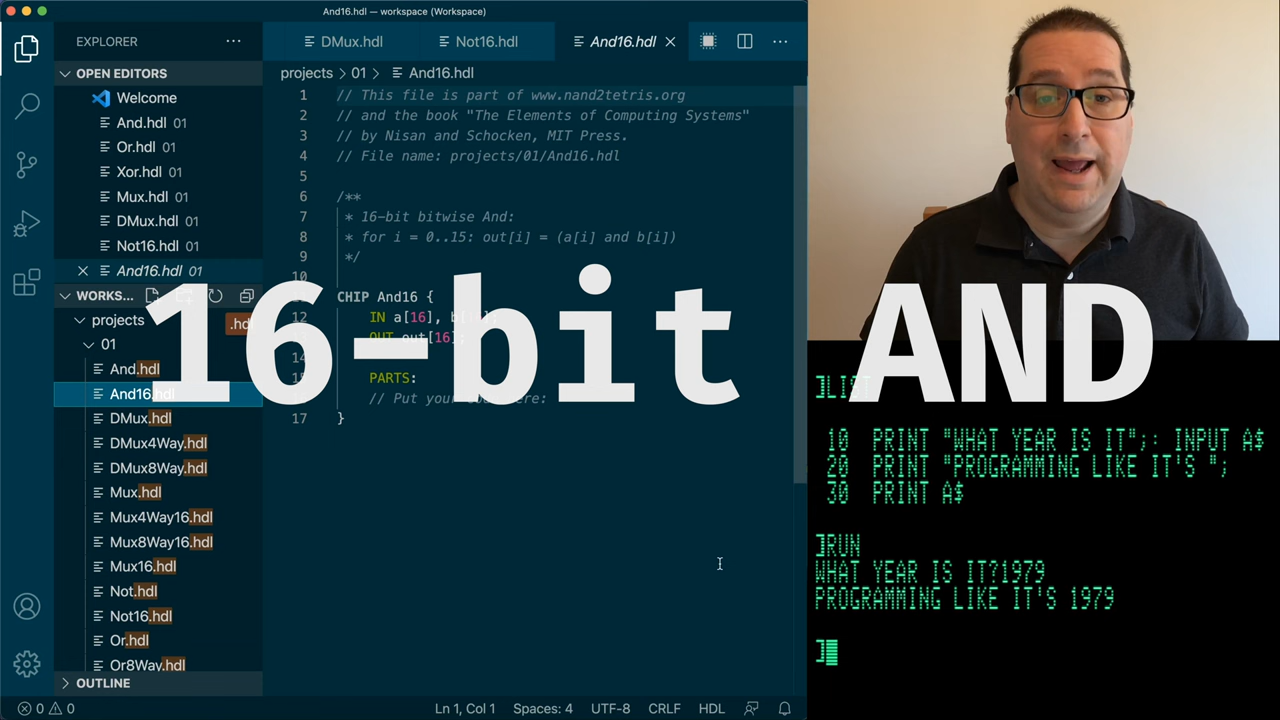 And16.hdl — workspace (Workspace)
EXPLORER
OPEN EDITORS
Welcome
And.hdl 01
Or.hdl 01
Xor.hdl 01
Mux.hdl 01
DMux.hdl 01
Not16.hdl 01
And16.hdl 01
WORKS...
projects
.hdl
01
And.hdl
And16.hdl
DMux.hdl
DMux4Way.hdl
DMux8Way.hdl
Mux.hdl
Mux4Way16.hdl
Mux8Way16.hdl
Mux16.hdl
Not.hdl
Not16.hdl
Or.hdl
Or8Way.hdl
OUTLINE
DMux.hdl Not16.hdl And16.hdl
projects > 01 > And16.hdl
1 // This file is part of www.nand2tetris.org
2 // and the book "The Elements of Computing Systems"
3 // by Nisan and Schocken, MIT Press.
4 // File name: projects/01/And16.hdl
5
6 /**
7 * 16-bit bitwise And:
8 * for i = 0..15: out[i] = (a[i] and b[i])
9 */
10
CHIP And16 {
12 IN a[16],
OUT out[16];
14
PARTS:
// Put your here:
17 }
16-bit AND
]LIST
10 PRINT "WHAT YEAR IS IT";: INPUT A$
20 PRINT "PROGRAMMING LIKE IT'S ";
30 PRINT A$
]RUN
WHAT YEAR IS IT?1979
PROGRAMMING LIKE IT'S 1979
]
0 0 Ln 1, Col 1 Spaces: 4 UTF-8 CRLF HDL